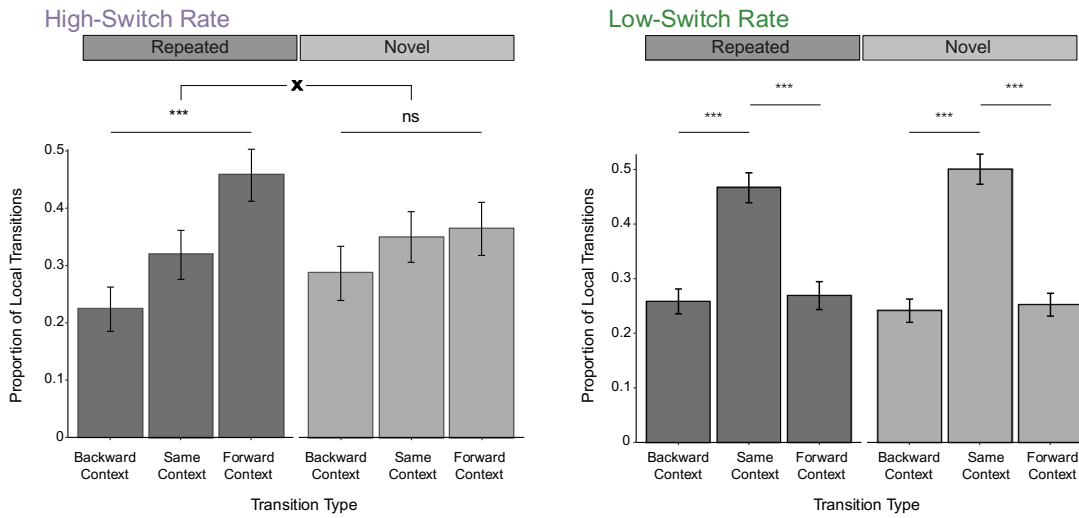 High-Switch Rate
Repeated
Novel
x
***
ns
Proportion of Local Transitions
0.5
0.4
0.3
0.2
0.1
0
Backward Context
Same Context
Forward Context
Backward Context
Same Context
Forward Context
Transition Type
Low-Switch Rate
Repeated
Novel
***
***
***
***
Proportion of Local Transitions
0.5
0.4
0.3
0.2
0.1
0
Backward Context
Same Context
Forward Context
Backward Context
Same Context
Forward Context
Transition Type